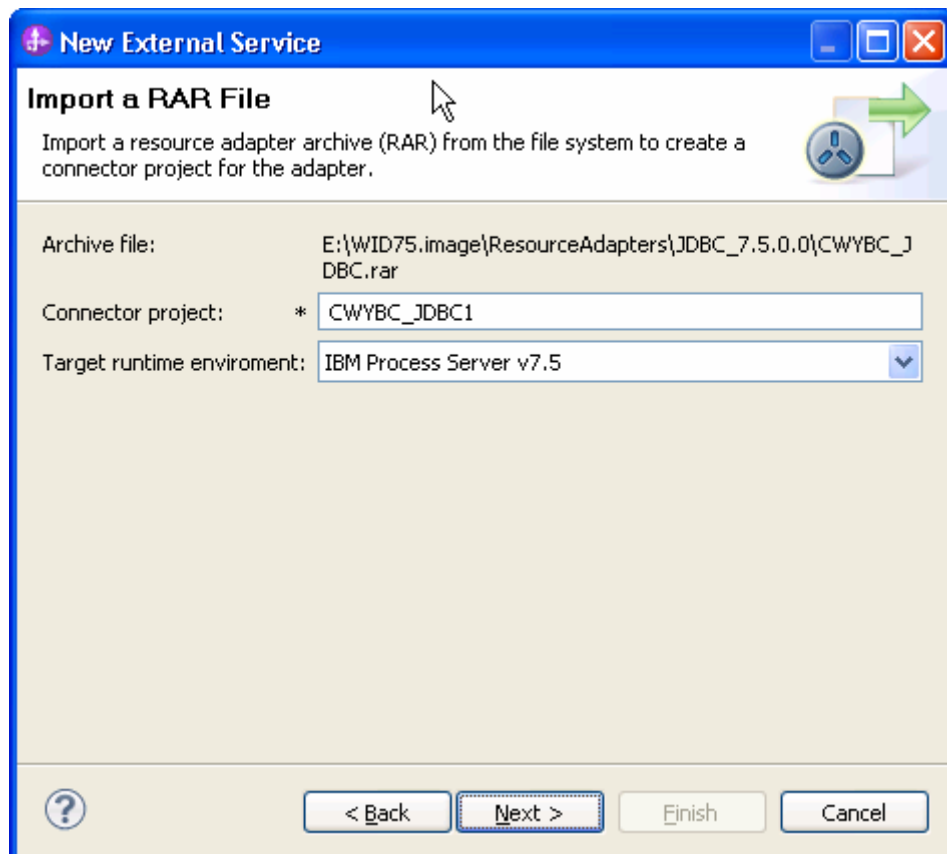 New External Service
Import a RAR File
Import a resource adapter archive (RAR) from the file system to create a
connector project for the adapter.
Archive file: E:\WID75.image\ResourceAdapters\JDBC_7.5.0.0\CWYBC_J
DBC.rar
Connector project: * CWYBC_JDBC1
Target runtime enviroment: IBM Process Server v7.5
? < Back Next > Finish Cancel